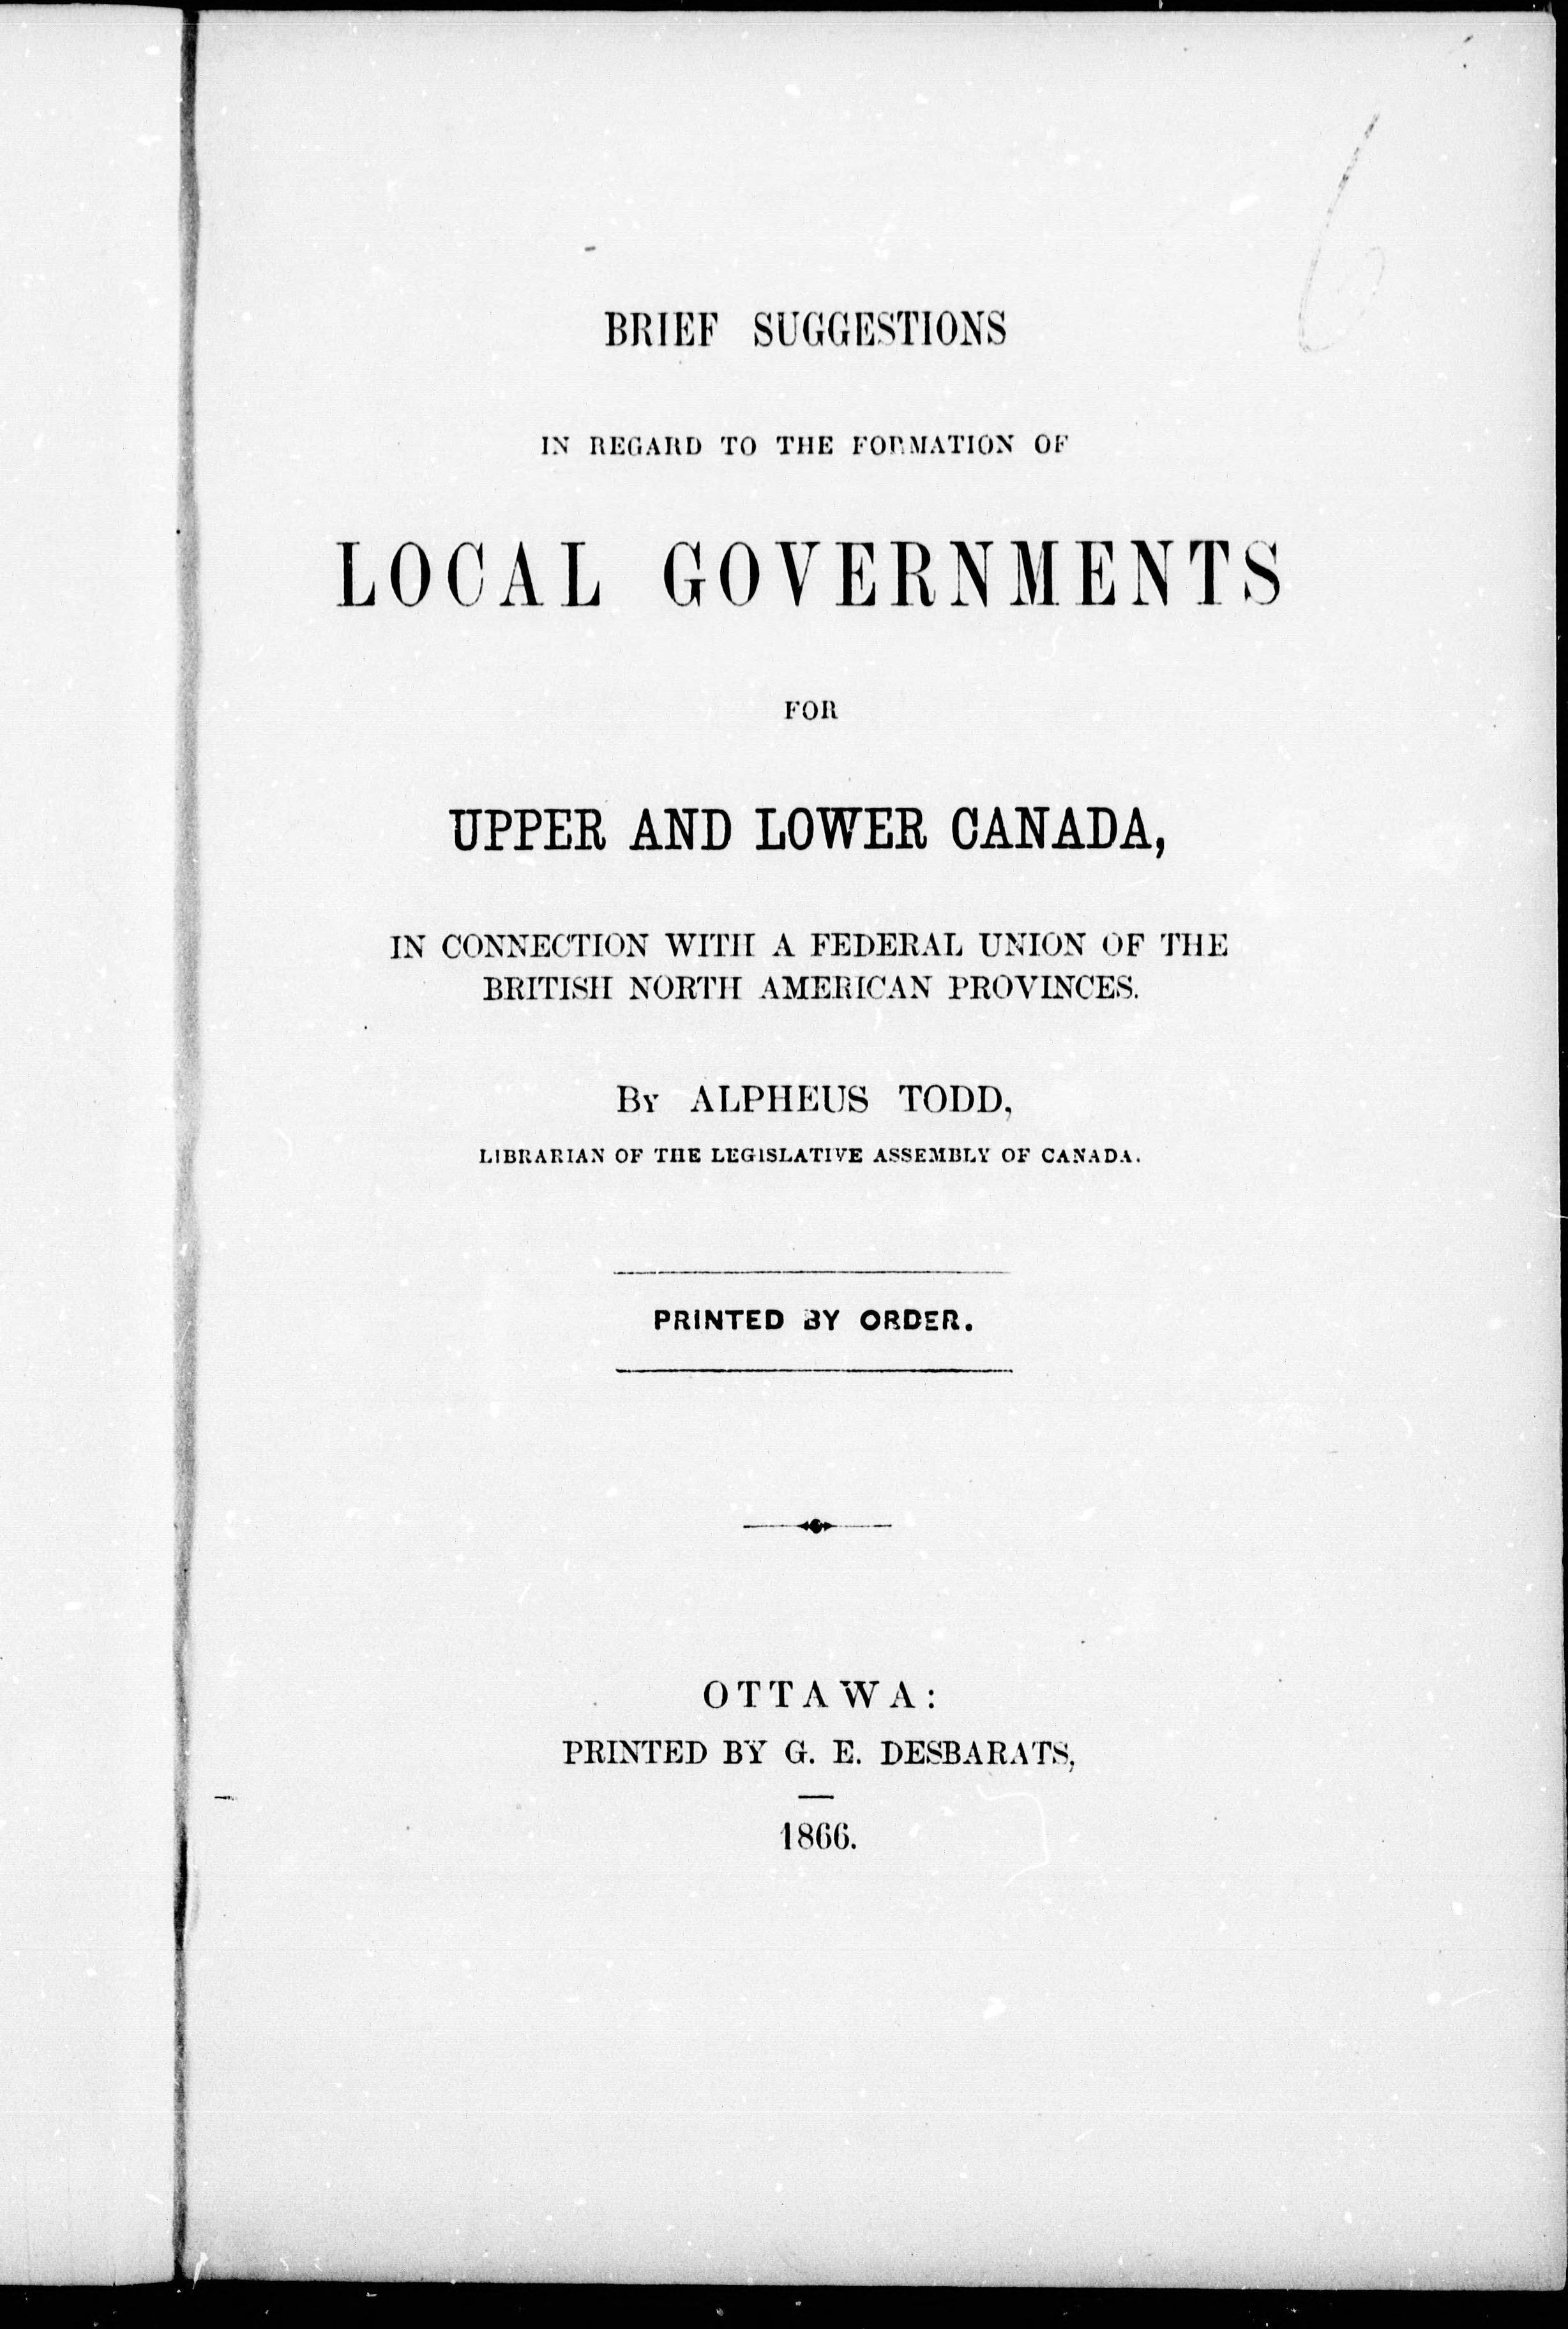 6
BRIEF SUGGESTIONS
IN REGARD TO THE FORMATION OF
LOCAL GOVERNMENTS
FOR
UPPER AND LOWER CANADA,
IN CONNECTION WITH A FEDERAL UNION OF THE
BRITISH NORTH AMERICAN PROVINCES.
By ALPHEUS TODD,
LIBRARIAN OF THE LEGISLATIVE ASSEMBLY OF CANADA.
PRINTED BY ORDER.
OTTAWA:
PRINTED BY G. E. DESBARATS,
1866.